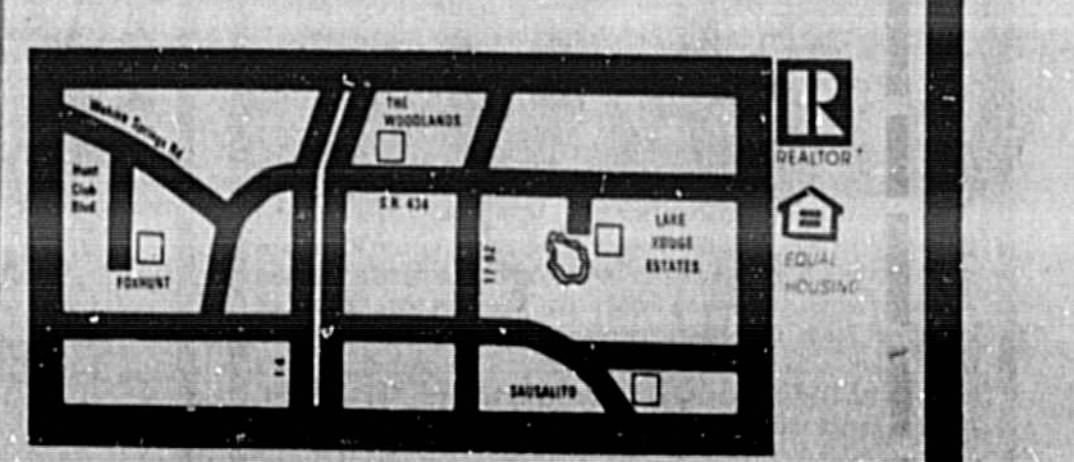 Wekiva Springs Rd
Hunt
Club
Blvd
FOXHUNT
THE
WOODLANDS
S.R. 434
17 92
LAKE
ESTATES
I-4
SAUSALITO
R
REALTOR
EQUAL
HOUSING